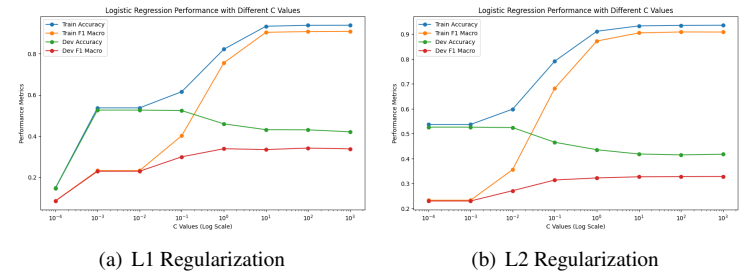 Logistic Regression Performance with Different C Values
Train Accuracy
Train F1 Macro
Dev Accuracy
Dev F1 Macro
Performance Metrics
0.8
0.6
0.4
0.2
10⁻⁴ 10⁻³ 10⁻² 10⁻¹ 10⁰ 10¹ 10² 10³
C Values (Log Scale)
(a) L1 Regularization
Logistic Regression Performance with Different C Values
Train Accuracy
Train F1 Macro
Dev Accuracy
Dev F1 Macro
Performance Metrics
0.9
0.8
0.7
0.6
0.5
0.4
0.3
0.2
10⁻⁴ 10⁻³ 10⁻² 10⁻¹ 10⁰ 10¹ 10² 10³
C Values (Log Scale)
(b) L2 Regularization